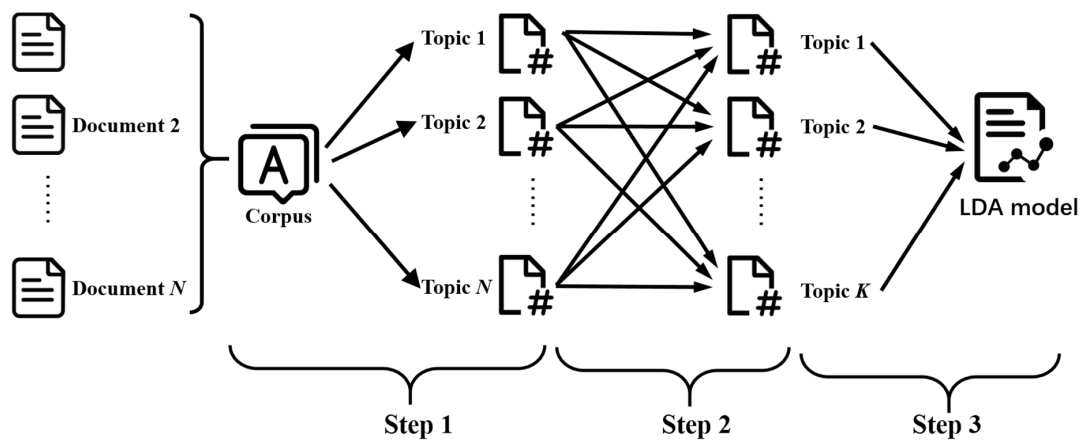 Topic 1
Topic 1
Document 2
Topic 2
Topic 2
A
Corpus
LDA model
Document N
Topic N
Topic K
#
#
#
#
#
#
Step 1
Step 2
Step 3